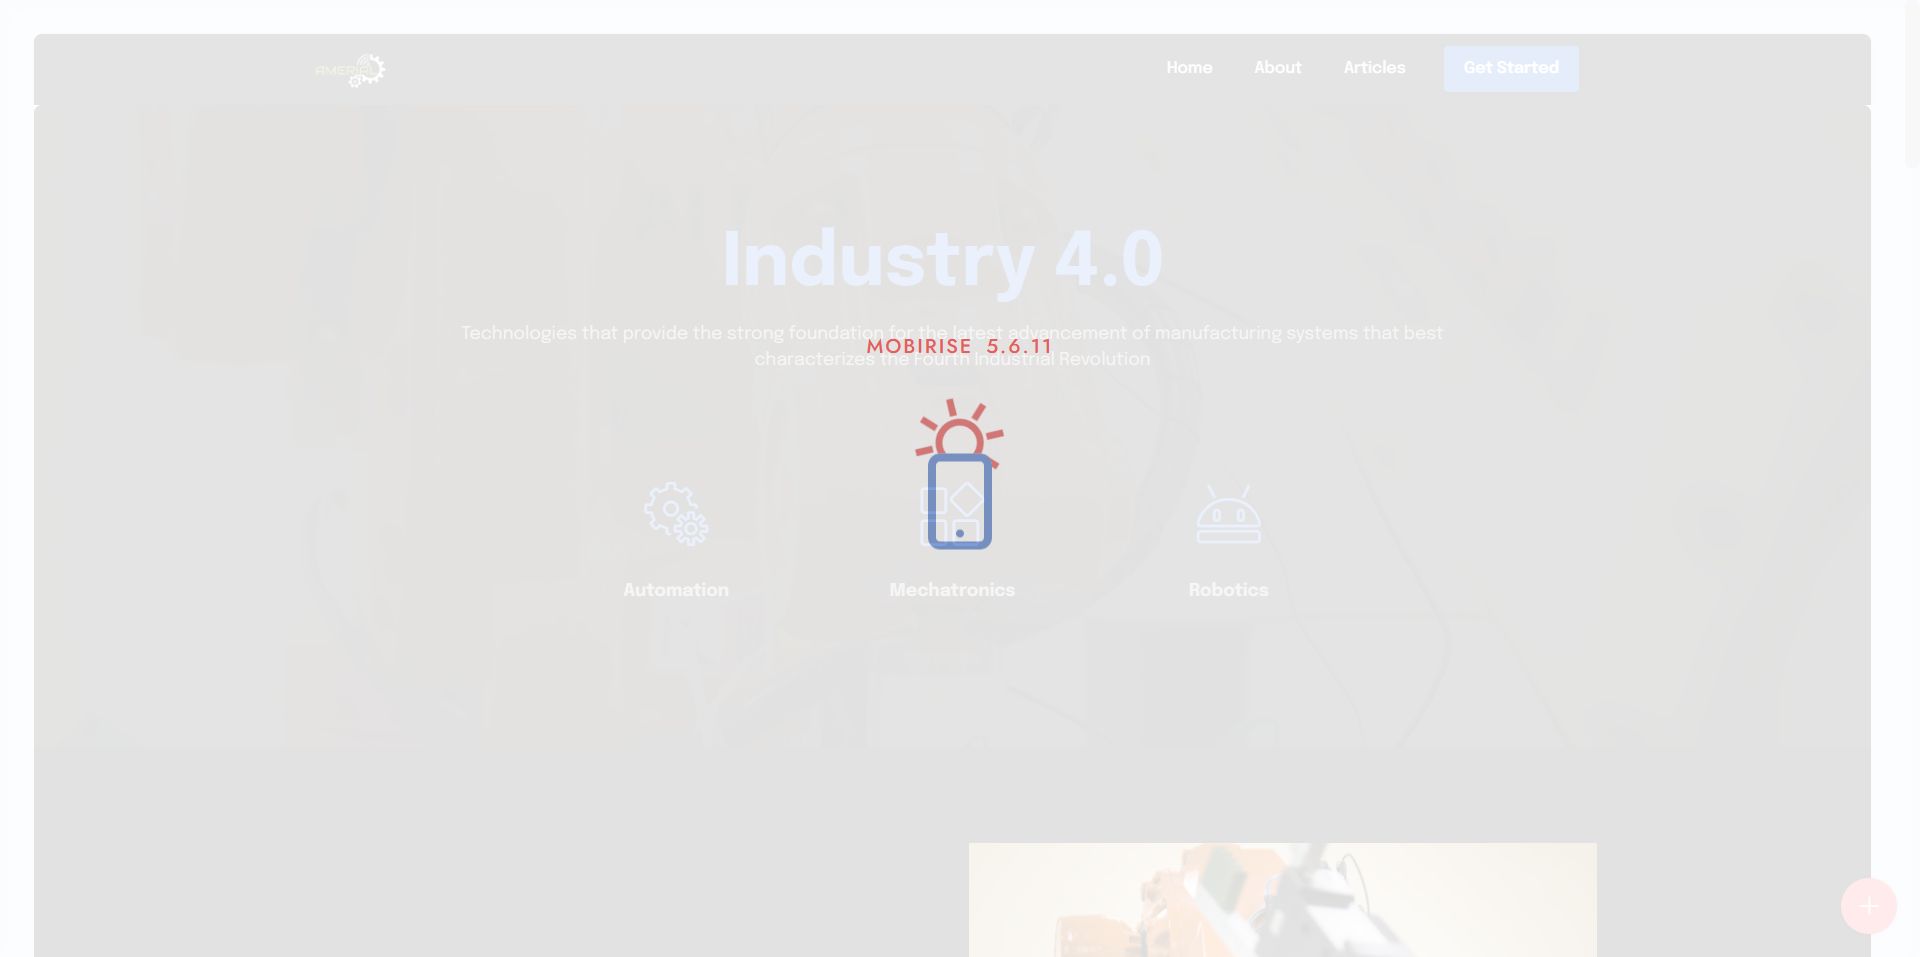 AMERIAL
Home About Articles Get Started
Industry 4.0
Technologies that provide the strong foundation for the latest advancement of manufacturing systems that best
MOBIRISE 5.6.11
characterizes the Fourth Industrial Revolution
Automation Mechatronics Robotics